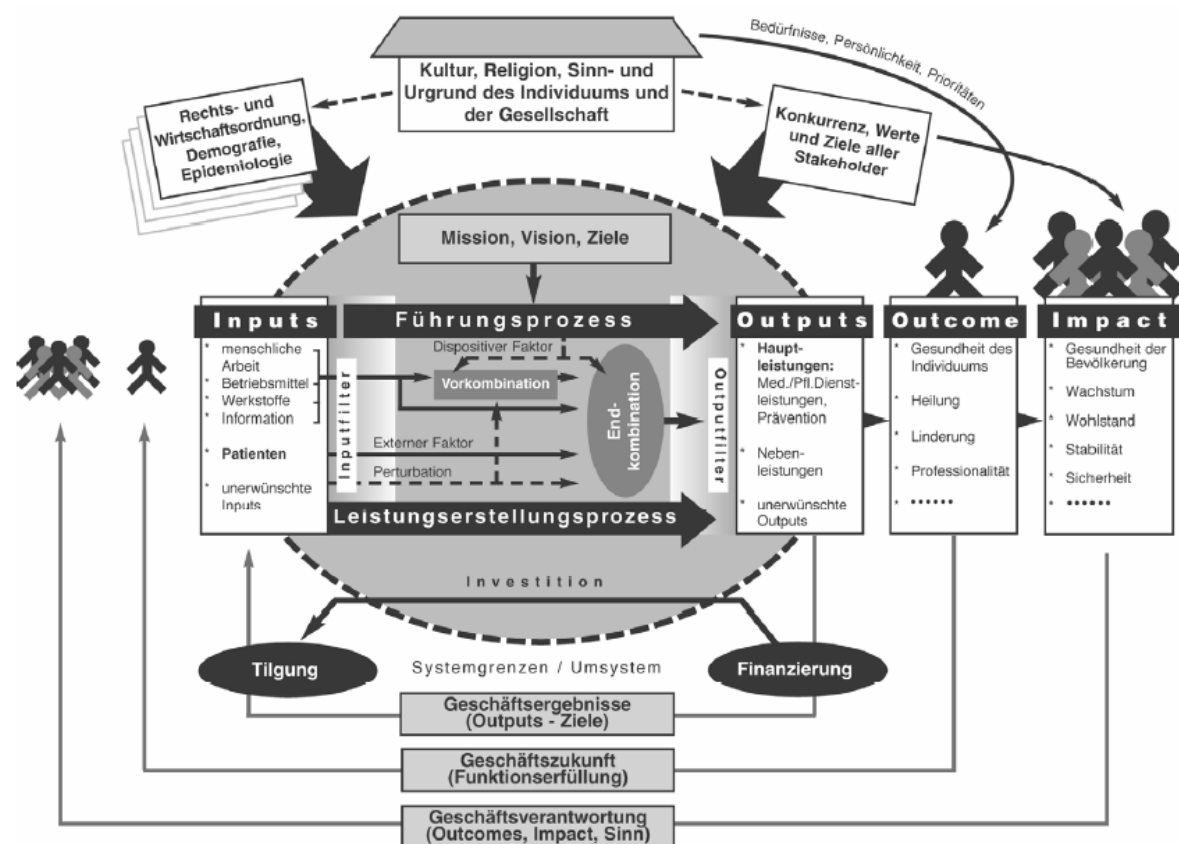 Bedürfnisse, Persönlichkeit, Prioritäten
Kultur, Religion, Sinn- und
Urgrund des Individuums und
der Gesellschaft
Rechts- und
Wirtschaftsordnung,
Demografie,
Epidemiologie
Konkurrenz, Werte
und Ziele aller
Stakeholder
Mission, Vision, Ziele
Inputs
* menschliche
Arbeit
* Betriebsmittel
* Werkstoffe
* Information
* Patienten
* unerwünschte
Inputs
Inputfilter
Führungsprozess
Dispositiver Faktor
Vorkombination
End-
kombination
Externer Faktor
Perturbation
Leistungserstellungsprozess
Outputfilter
Outputs
* Haupt-
leistungen:
Med./Pfl.Dienst-
leistungen,
Prävention
* Neben-
leistungen
* unerwünschte
Outputs
Outcome
* Gesundheit des
Individuums
* Heilung
* Linderung
* Professionalität
* ••••••
Impact
* Gesundheit der
Bevölkerung
* Wachstum
* Wohlstand
* Stabilität
* Sicherheit
* ••••••
Investition
Tilgung
Systemgrenzen / Umsystem
Finanzierung
Geschäftsergebnisse
(Outputs - Ziele)
Geschäftszukunft
(Funktionserfüllung)
Geschäftsverantwortung
(Outcomes, Impact, Sinn)